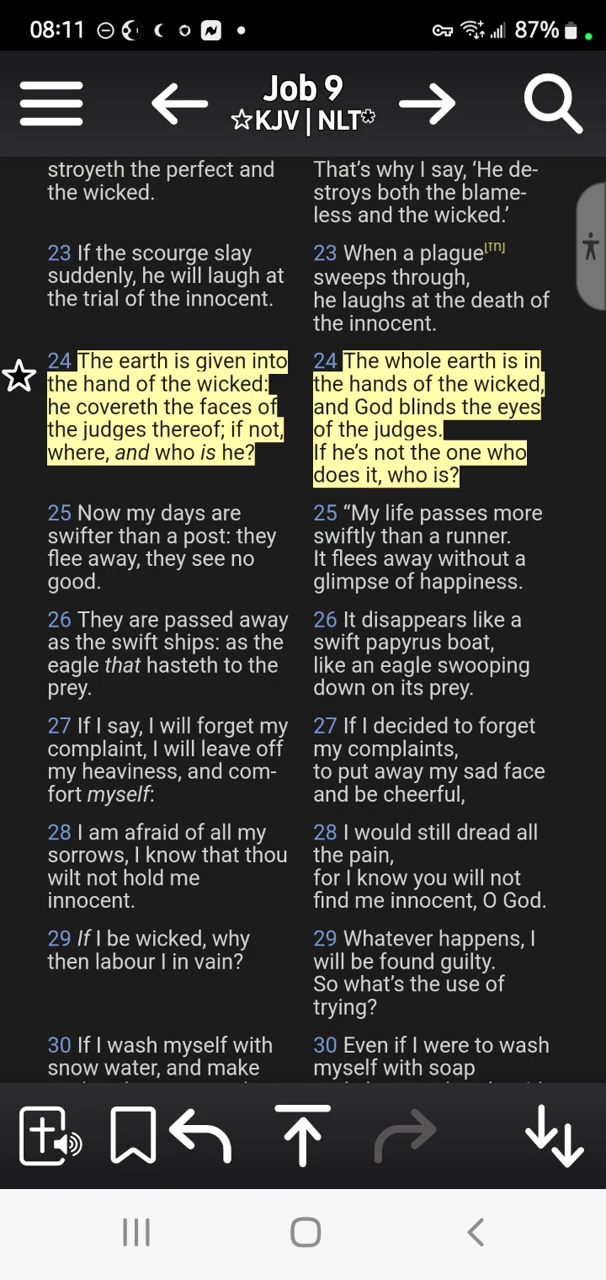 08:11
87%
Job 9
☆KJV | NLT*
stroyeth the perfect and
the wicked.
23 If the scourge slay
suddenly, he will laugh at
the trial of the innocent.
24 The earth is given into
the hand of the wicked:
he covereth the faces of
the judges thereof; if not,
where, and who is he?
25 Now my days are
swifter than a post: they
flee away, they see no
good.
26 They are passed away
as the swift ships: as the
eagle that hasteth to the
prey.
27 If I say, I will forget my
complaint, I will leave off
my heaviness, and com-
fort myself:
28 I am afraid of all my
sorrows, I know that thou
wilt not hold me
innocent.
29 If I be wicked, why
then labour I in vain?
30 If I wash myself with
snow water, and make
That's why I say, ‘He de-
stroys both the blame-
less and the wicked.’
23 When a plague[TN]
sweeps through,
he laughs at the death of
the innocent.
24 The whole earth is in
the hands of the wicked,
and God blinds the eyes
of the judges.
If he's not the one who
does it, who is?
25 “My life passes more
swiftly than a runner.
It flees away without a
glimpse of happiness.
26 It disappears like a
swift papyrus boat,
like an eagle swooping
down on its prey.
27 If I decided to forget
my complaints,
to put away my sad face
and be cheerful,
28 I would still dread all
the pain,
for I know you will not
find me innocent, O God.
29 Whatever happens, I
will be found guilty.
So what's the use of
trying?
30 Even if I were to wash
myself with soap